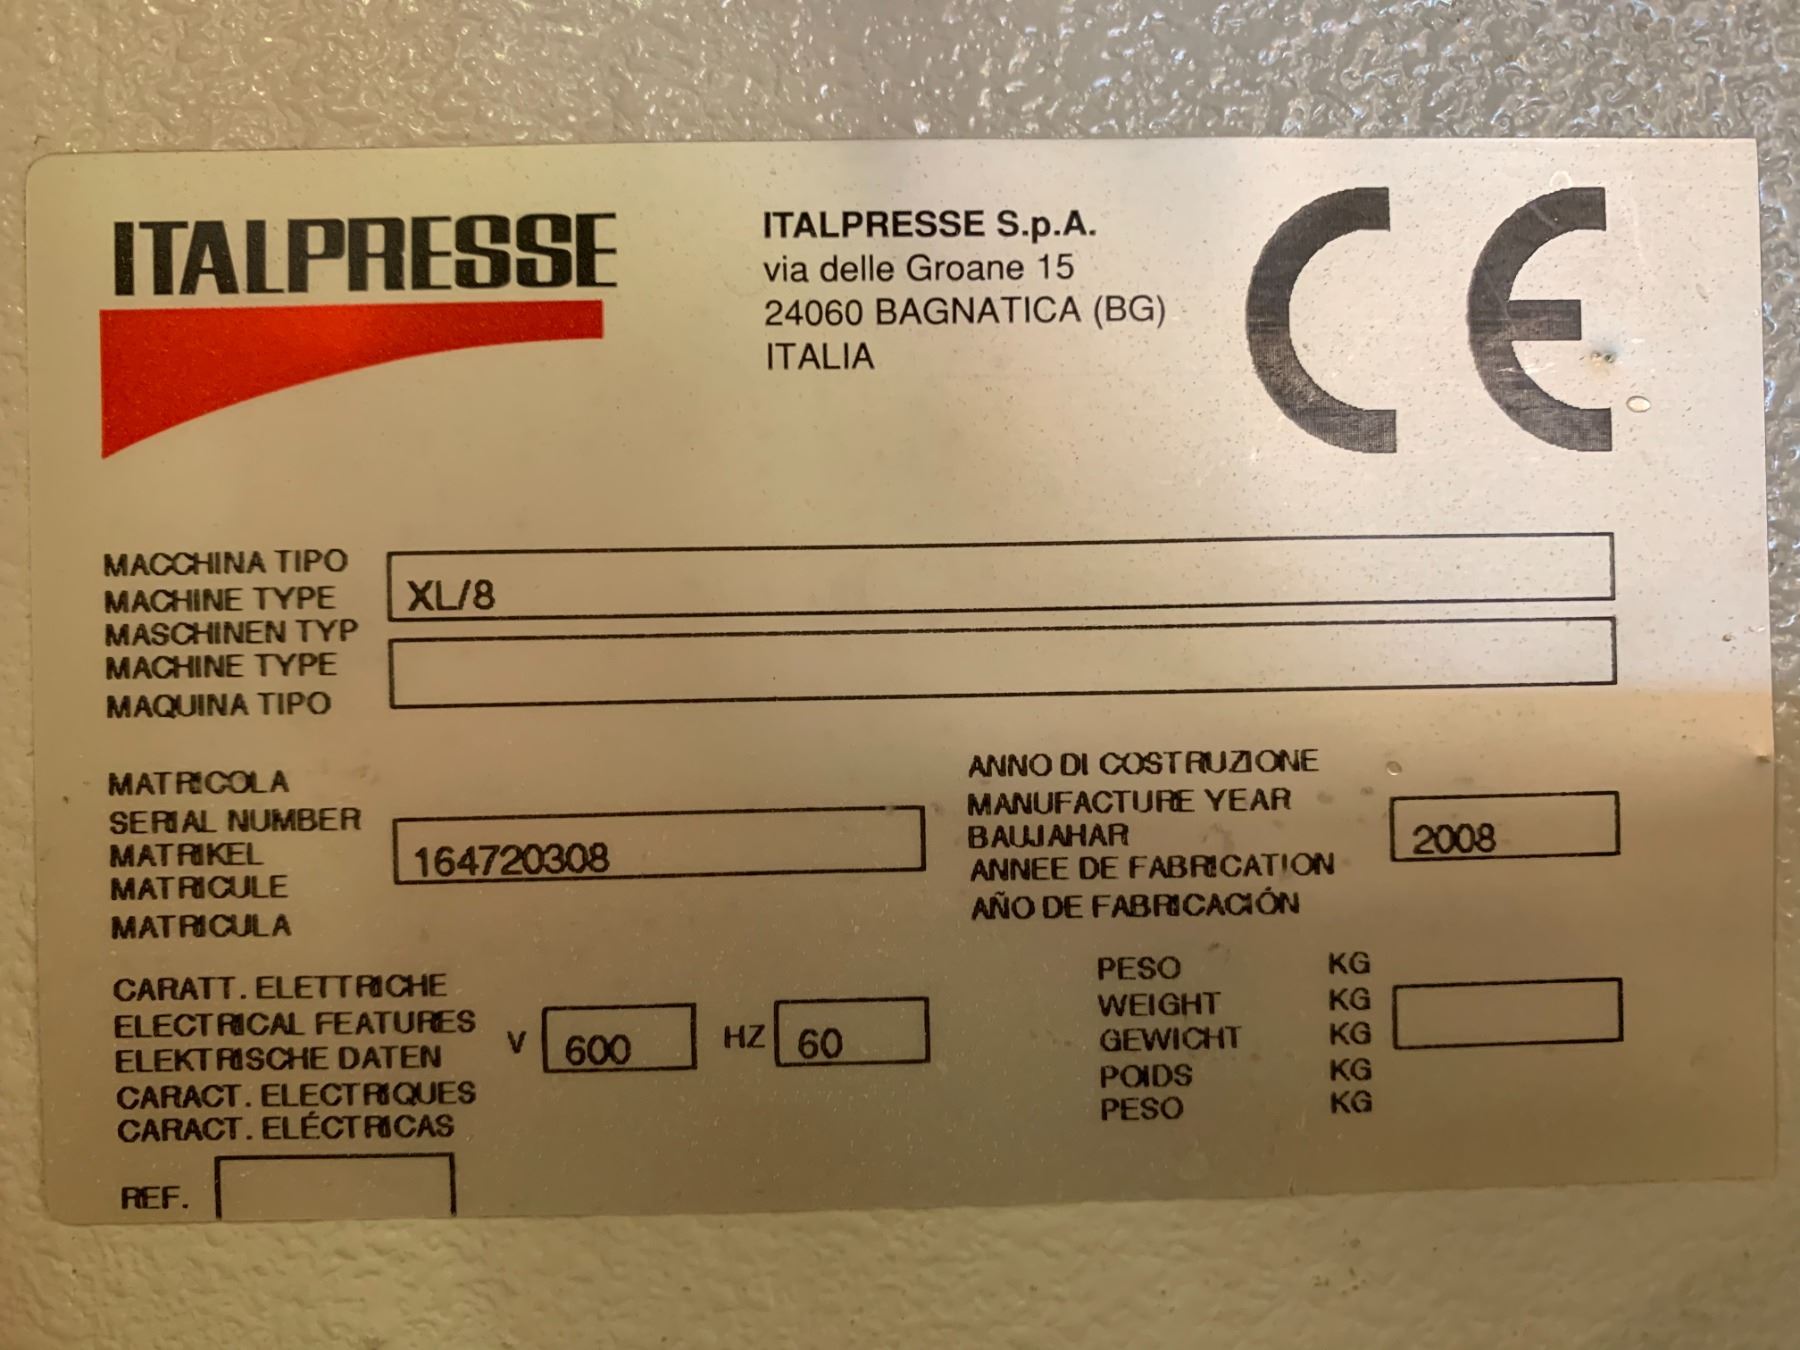 ITALPRESSE
ITALPRESSE S.p.A.
via delle Groane 15
24060 BAGNATICA (BG)
ITALIA
CE
MACCHINA TIPO
MACHINE TYPE
MASCHINEN TYP
MACHINE TYPE
MAQUINA TIPO
XL/8
MATRICOLA
SERIAL NUMBER
MATRIKEL
MATRICULE
MATRICULA
164720308
ANNO DI COSTRUZIONE
MANUFACTURE YEAR
BAUJAHAR
ANNEE DE FABRICATION
AÑO DE FABRICACIÓN
2008
CARATT. ELETTRICHE
ELECTRICAL FEATURES
ELEKTRISCHE DATEN
CARACT. ELECTRIQUES
CARACT. ELÉCTRICAS
V 600 HZ 60
PESO KG
WEIGHT KG
GEWICHT KG
POIDS KG
PESO KG
REF.